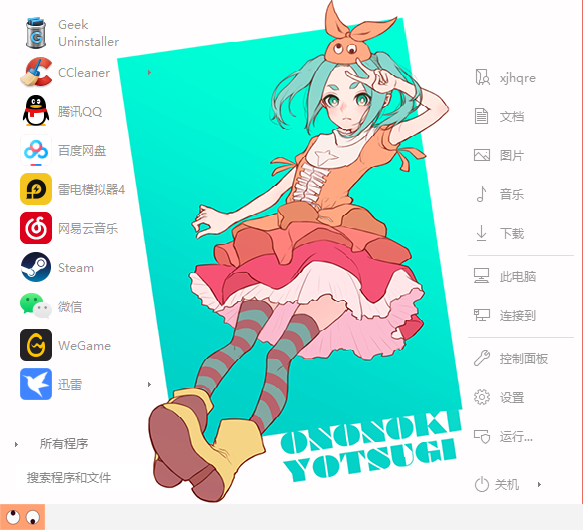 Geek
Uninstaller
CCleaner
腾讯QQ
百度网盘
雷电模拟器4
网易云音乐
Steam
微信
WeGame
迅雷
所有程序
搜索程序和文件
ONONOKI
YOTSUGI
xjhqre
文档
图片
音乐
下载
此电脑
连接到
控制面板
设置
运行...
关机